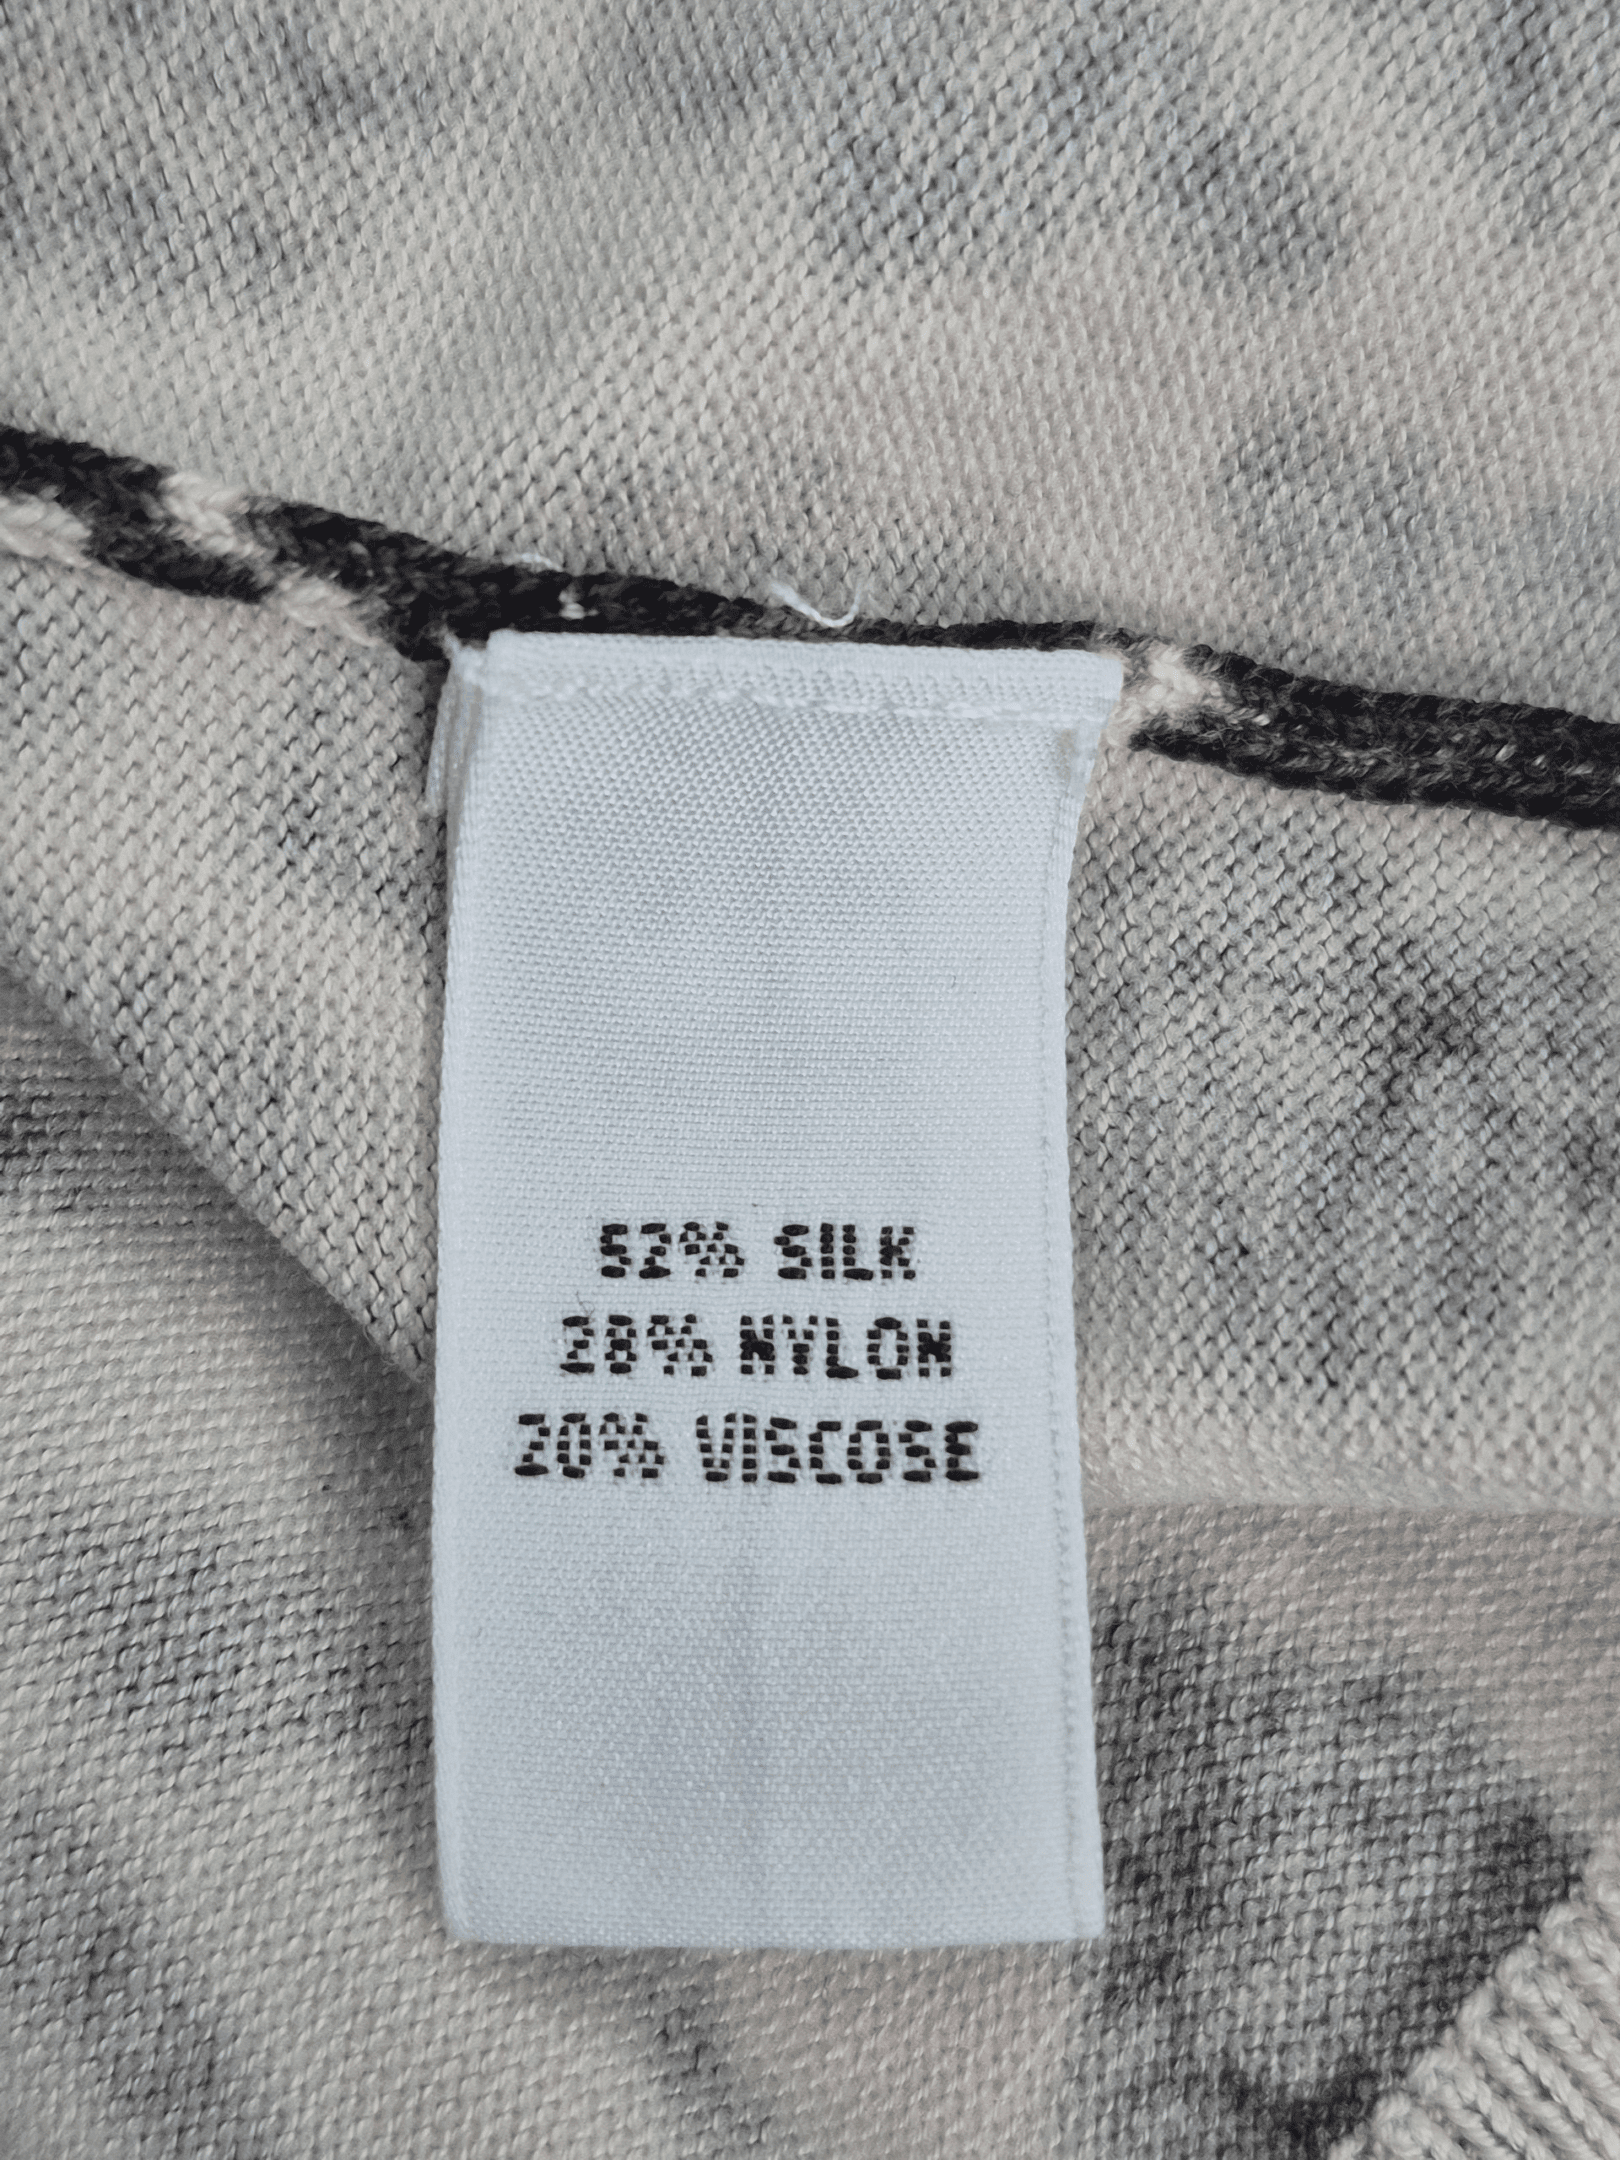 52% SILK
28% NYLON
20% VISCOSE